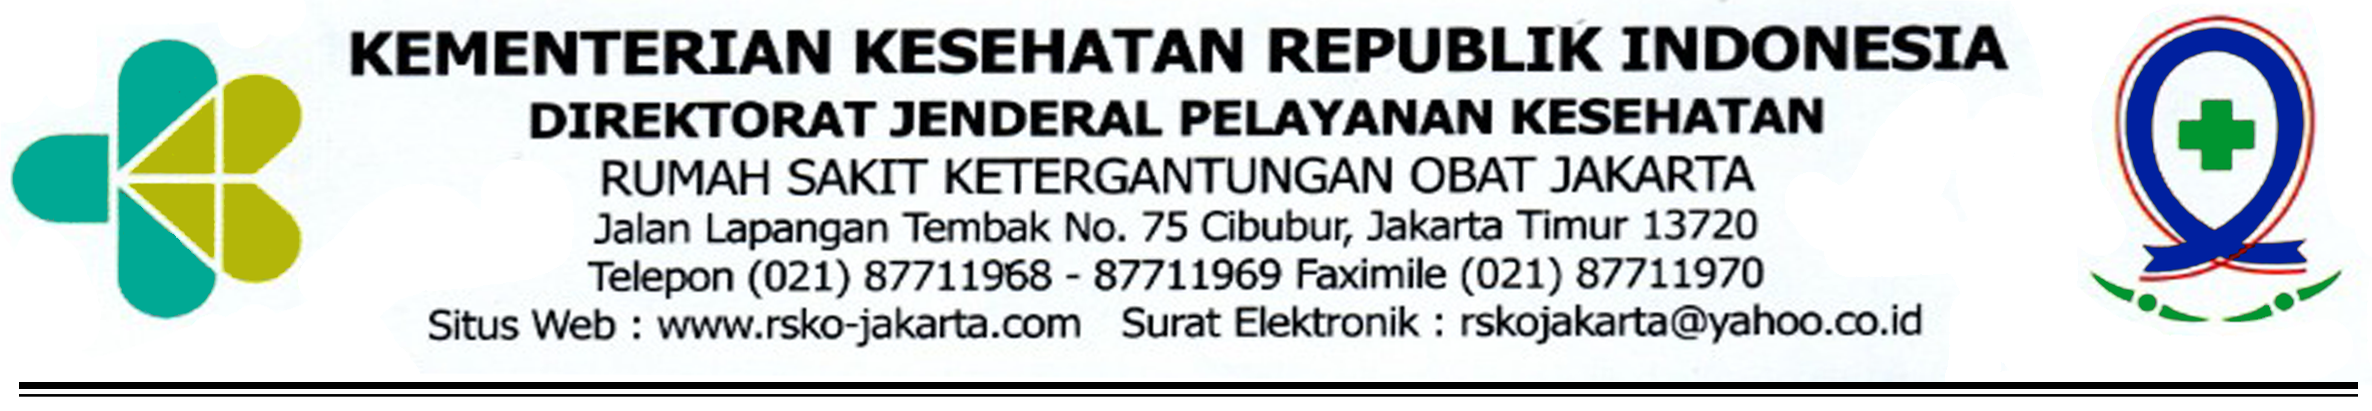 KEMENTERIAN KESEHATAN REPUBLIK INDONESIA
DIREKTORAT JENDERAL PELAYANAN KESEHATAN
RUMAH SAKIT KETERGANTUNGAN OBAT JAKARTA
Jalan Lapangan Tembak No. 75 Cibubur, Jakarta Timur 13720
Telepon (021) 87711968 - 87711969 Faximile (021) 87711970
Situs Web : www.rsko-jakarta.com Surat Elektronik : rskojakarta@yahoo.co.id